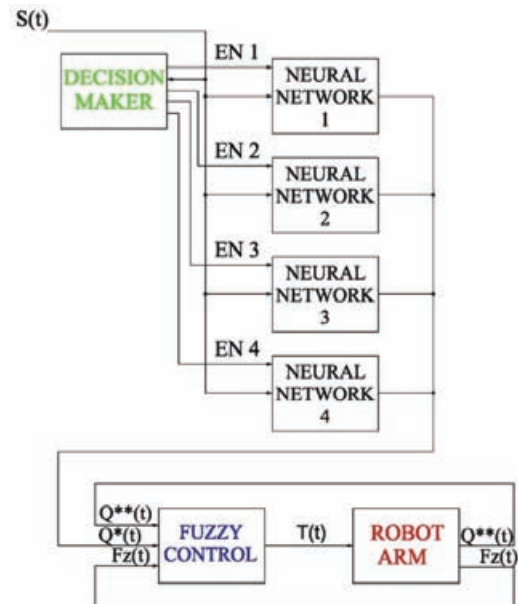 S(t)
EN 1
DECISION
MAKER
NEURAL
NETWORK
1
EN 2
NEURAL
NETWORK
2
EN 3
NEURAL
NETWORK
3
EN 4
NEURAL
NETWORK
4
Q**(t)
Q*(t)
Fz(t)
FUZZY
CONTROL
T(t)
ROBOT
ARM
Q**(t)
Fz(t)